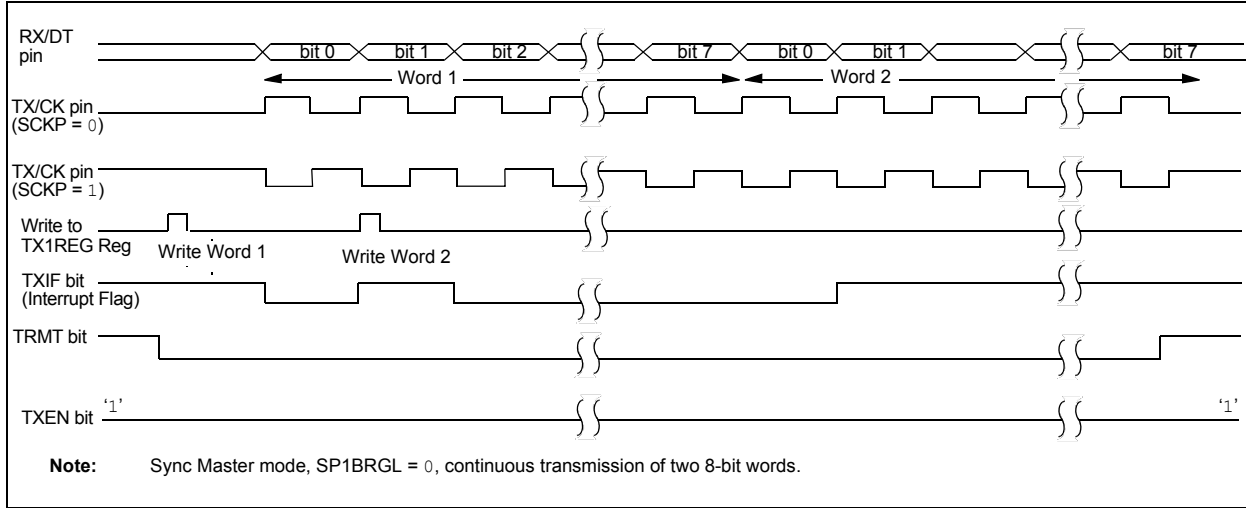 RX/DT
pin
bit 0 bit 1 bit 2 bit 7 bit 0 bit 1 bit 7
Word 1 Word 2
TX/CK pin
(SCKP = 0)
TX/CK pin
(SCKP = 1)
Write to
TX1REG Reg
Write Word 1 Write Word 2
TXIF bit
(Interrupt Flag)
TRMT bit
TXEN bit ‘1’ ‘1’
Note: Sync Master mode, SP1BRGL = 0, continuous transmission of two 8-bit words.